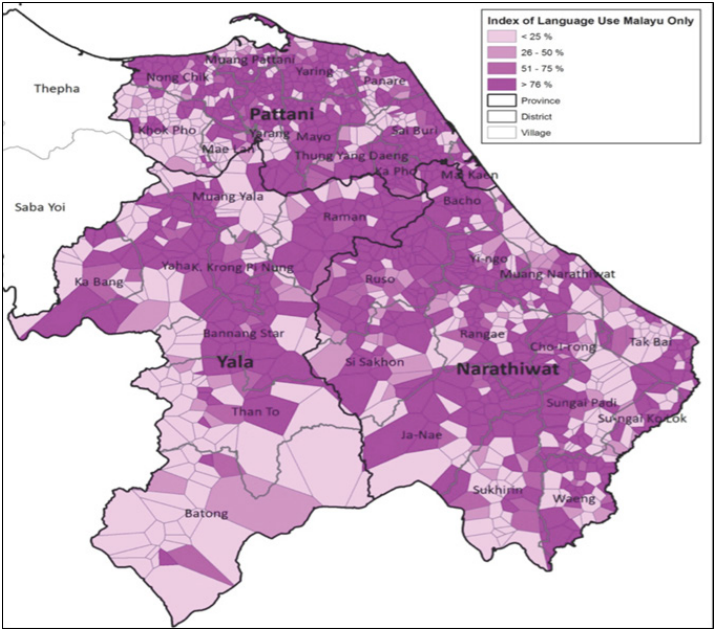 Index of Language Use Malayu Only
< 25 %
26 - 50 %
51 - 75 %
> 76 %
Province
District
Village
Muang Pattani
Nong Chik
Yaring
Panare
Thepha
Pattani
Khok Pho
Yarang
Mayo
Sai Buri
Mae Lan
Thung Yang Daeng
Ka Pho
Mai Kaen
Muang Yala
Bacho
Saba Yoi
Raman
Yi-ngo
Yaha
K. Krong Pi Nung
Muang Narathiwat
Ka Bang
Ruso
Bannang Star
Rangae
Cho-i-rong
Tak Bai
Yala
Si Sakhon
Narathiwat
Than To
Sungai Padi
Su-ngai Ko-Lok
Ja-Nae
Sukhirin
Waeng
Batong